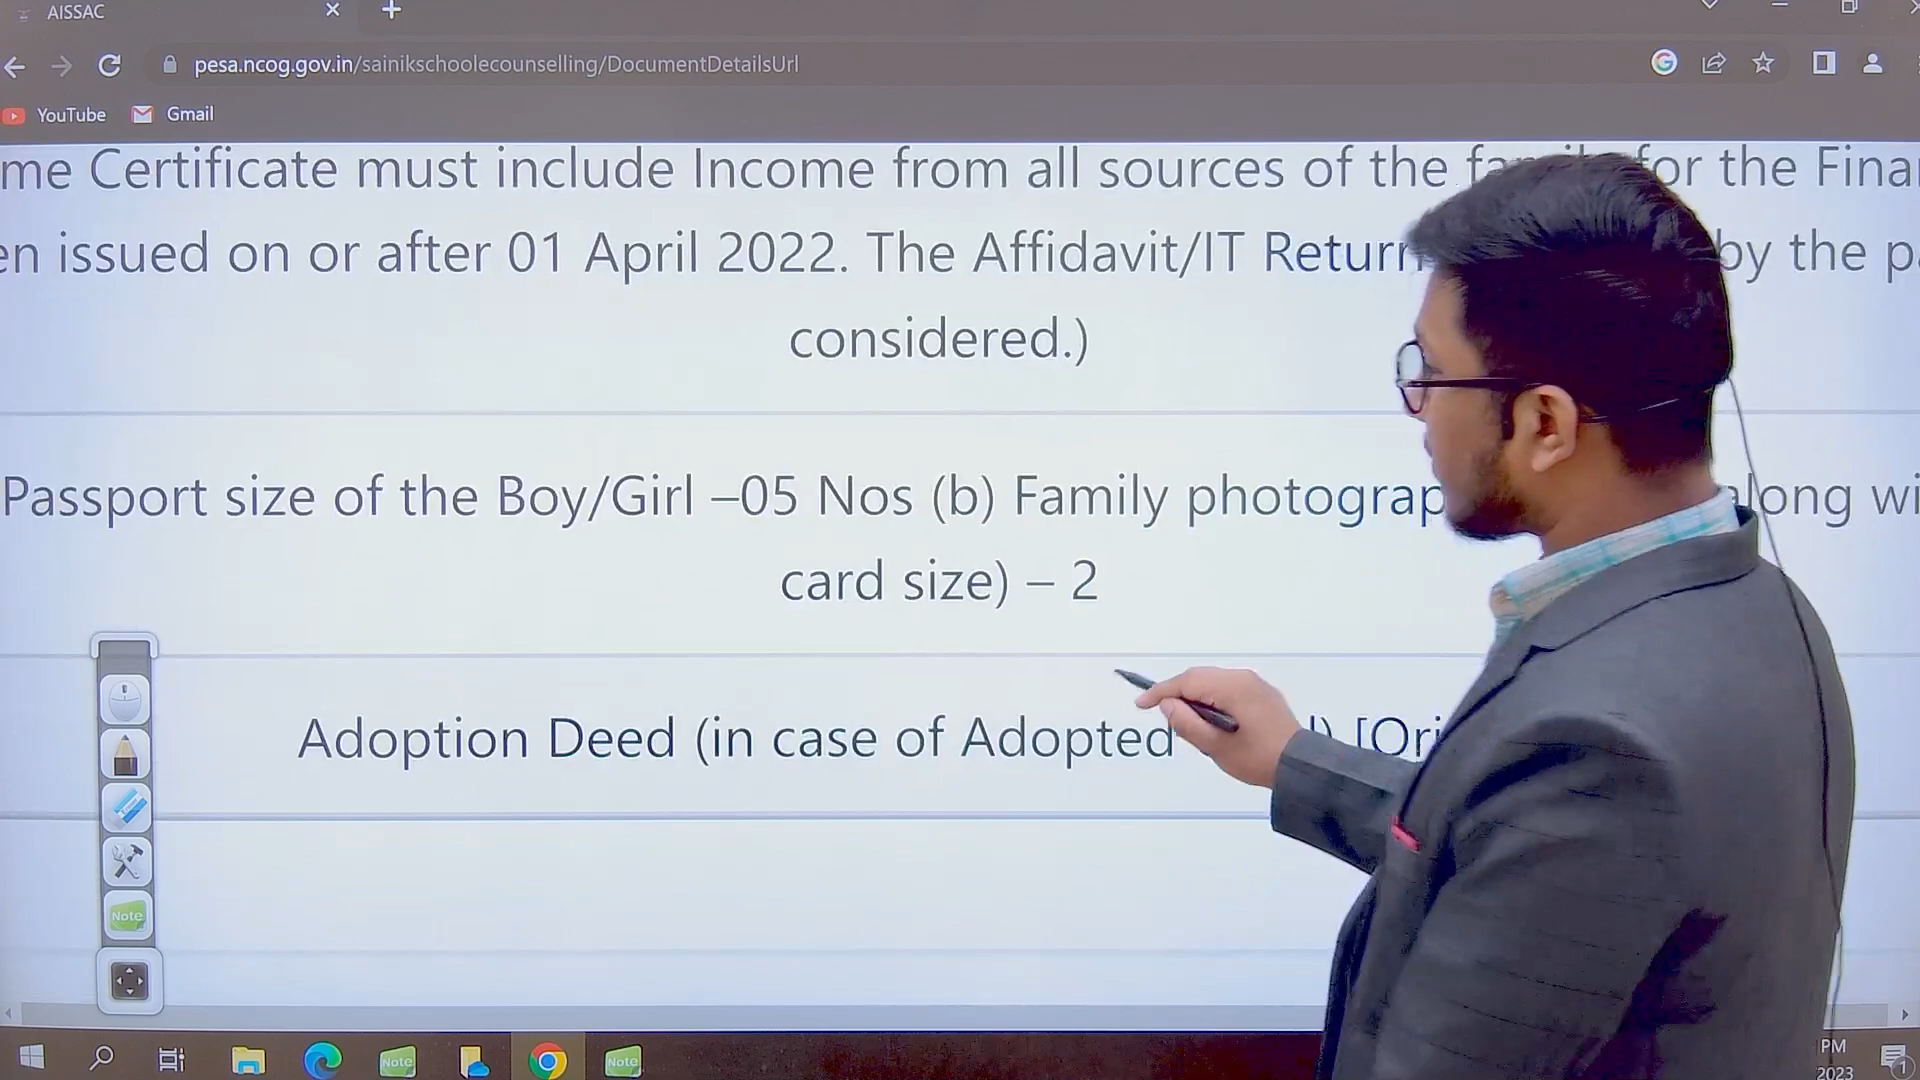 AISSAC
pesa.ncog.gov.in/sainikschoolecounselling/DocumentDetailsUrl
YouTube Gmail
me Certificate must include Income from all sources of the for the Fina
en issued on or after 01 April 2022. The Affidavit/IT Return by the p
considered.)
Passport size of the Boy/Girl –05 Nos (b) Family photograp along wi
card size) – 2
Adoption Deed (in case of Adopted [Ori
Note
Note
Note
PM
2023
1